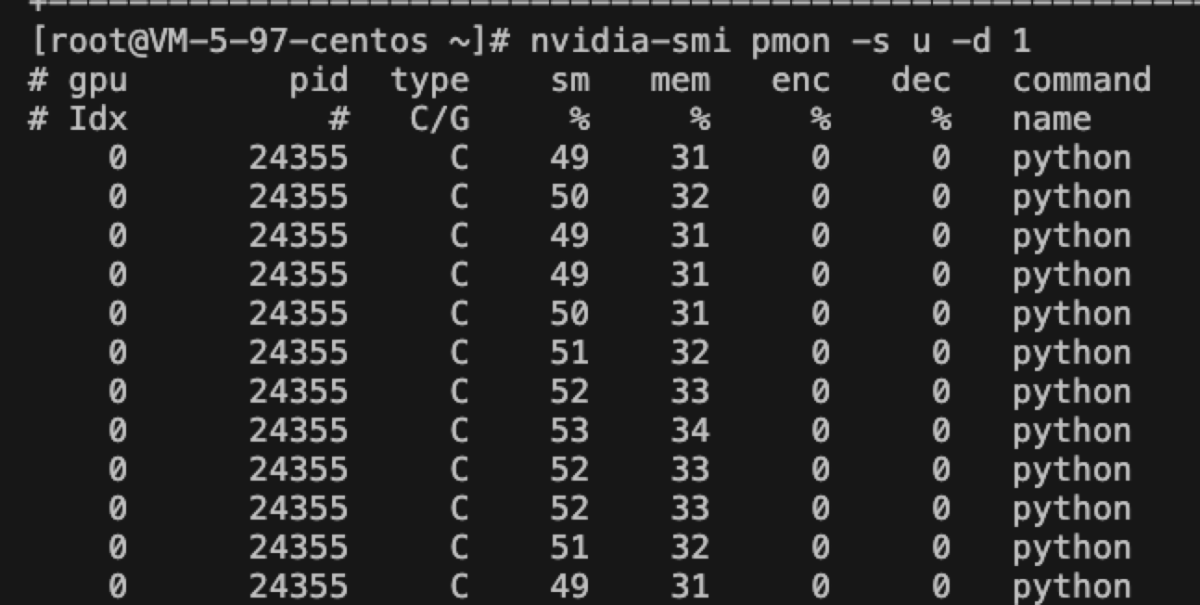 [root@VM-5-97-centos ~]# nvidia-smi pmon -s u -d 1
# gpu        pid  type    sm   mem   enc   dec   command
# Idx          #   C/G     %     %     %     %   name
    0      24355     C    49    31     0     0   python
    0      24355     C    50    32     0     0   python
    0      24355     C    49    31     0     0   python
    0      24355     C    49    31     0     0   python
    0      24355     C    50    31     0     0   python
    0      24355     C    51    32     0     0   python
    0      24355     C    52    33     0     0   python
    0      24355     C    53    34     0     0   python
    0      24355     C    52    33     0     0   python
    0      24355     C    52    33     0     0   python
    0      24355     C    51    32     0     0   python
    0      24355     C    49    31     0     0   python